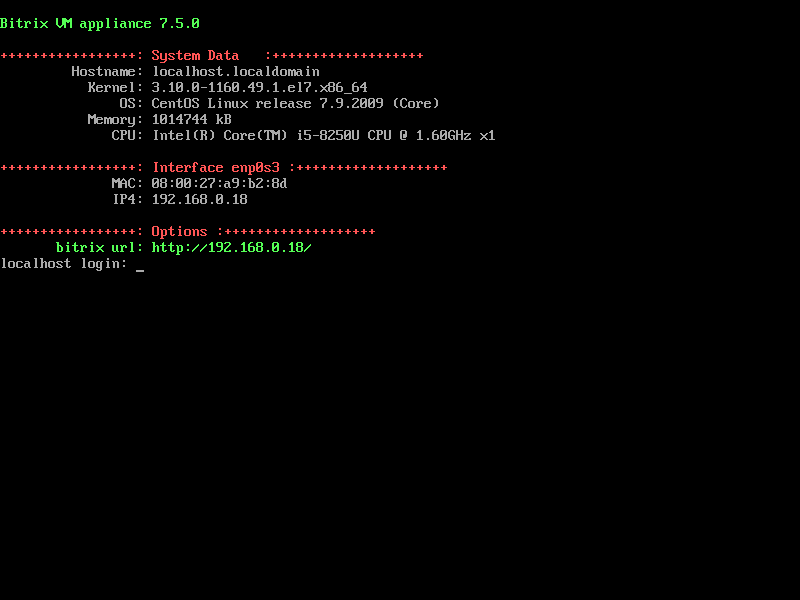 Bitrix VM appliance 7.5.0
+++++++++++++++++: System Data   :+++++++++++++++++++
Hostname: localhost.localdomain
Kernel: 3.10.0-1160.49.1.el7.x86_64
OS: CentOS Linux release 7.9.2009 (Core)
Memory: 1014744 kB
CPU: Intel(R) Core(TM) i5-8250U CPU @ 1.60GHz x1
+++++++++++++++++: Interface enp0s3 :+++++++++++++++++++
MAC: 08:00:27:a9:b2:8d
IP4: 192.168.0.18
+++++++++++++++++: Options :+++++++++++++++++++
bitrix url: http://192.168.0.18/
localhost login: _